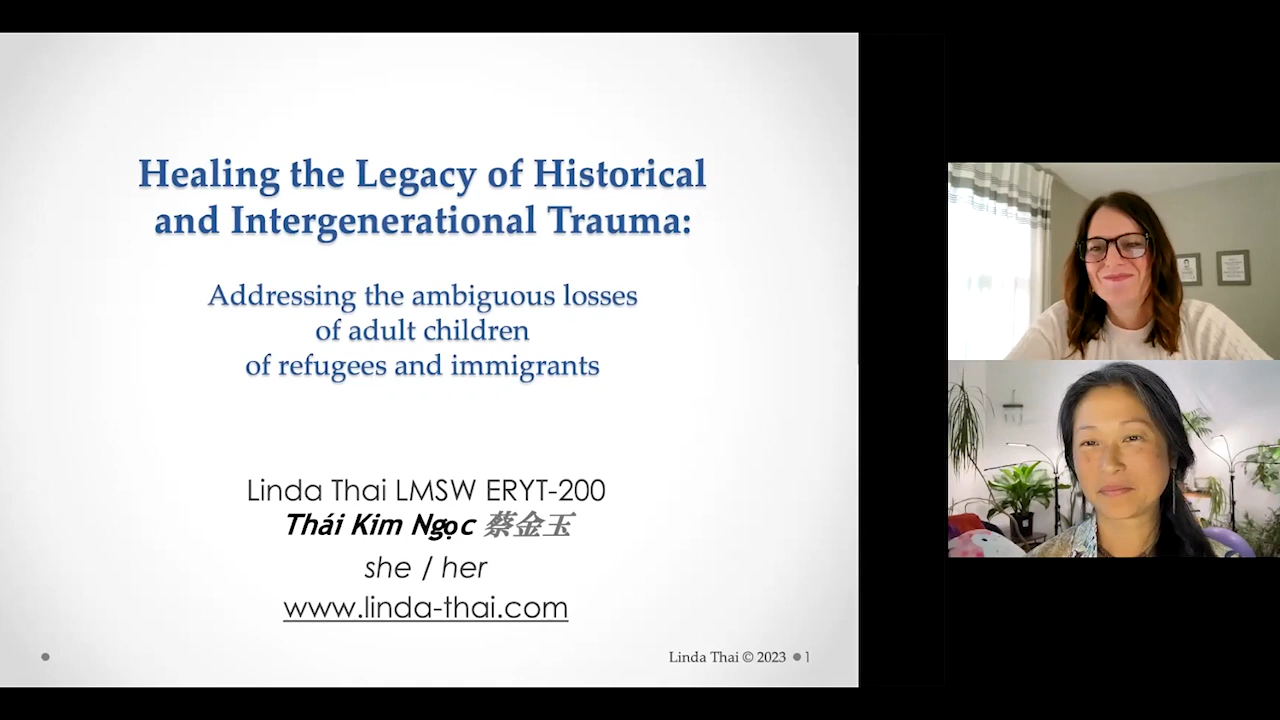 Healing the Legacy of Historical
and Intergenerational Trauma:
Addressing the ambiguous losses
of adult children
of refugees and immigrants
Linda Thai LMSW ERYT-200
Thái Kim Ngọc 蔡金玉
she / her
www.linda-thai.com
Linda Thai © 2023 1